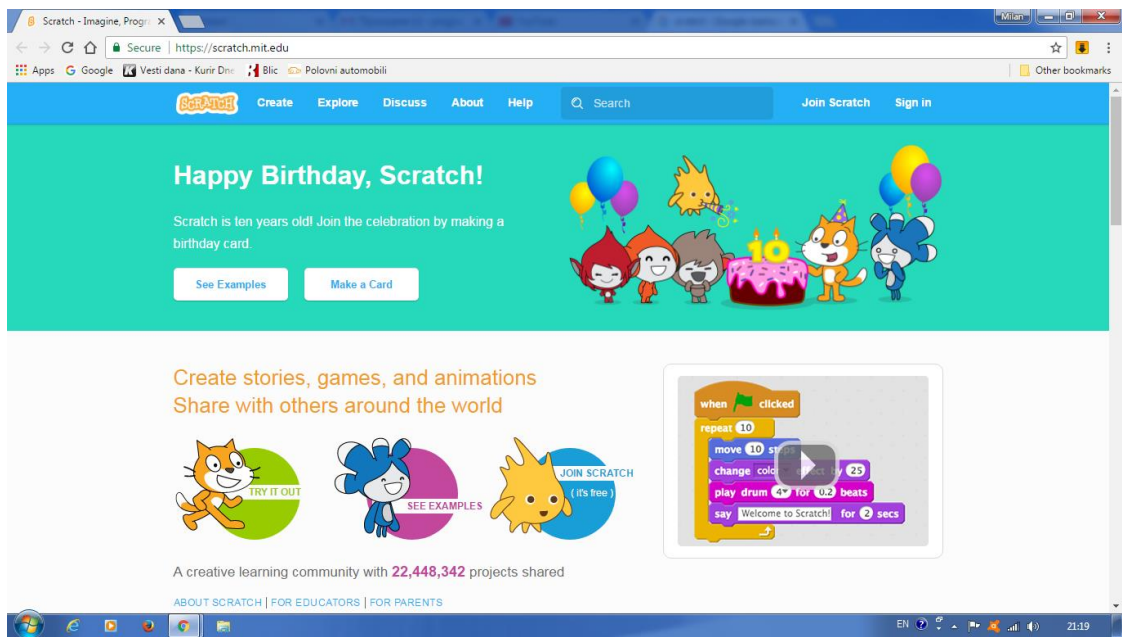 Scratch - Imagine, Progr
Milan
Secure | https://scratch.mit.edu
Apps Google Vesti dana - Kurir Dne Blic Polovni automobili Other bookmarks
SCRATCH Create Explore Discuss About Help Search Join Scratch Sign in
Happy Birthday, Scratch!
Scratch is ten years old! Join the celebration by making a
birthday card.
See Examples Make a Card
10
Create stories, games, and animations
Share with others around the world
TRY IT OUT
SEE EXAMPLES
JOIN SCRATCH
( it's free )
when clicked
repeat 10
move 10 steps
change color effect by 25
play drum 4 for 0.2 beats
say Welcome to Scratch! for 2 secs
A creative learning community with 22,448,342 projects shared
ABOUT SCRATCH | FOR EDUCATORS | FOR PARENTS
EN 21:19